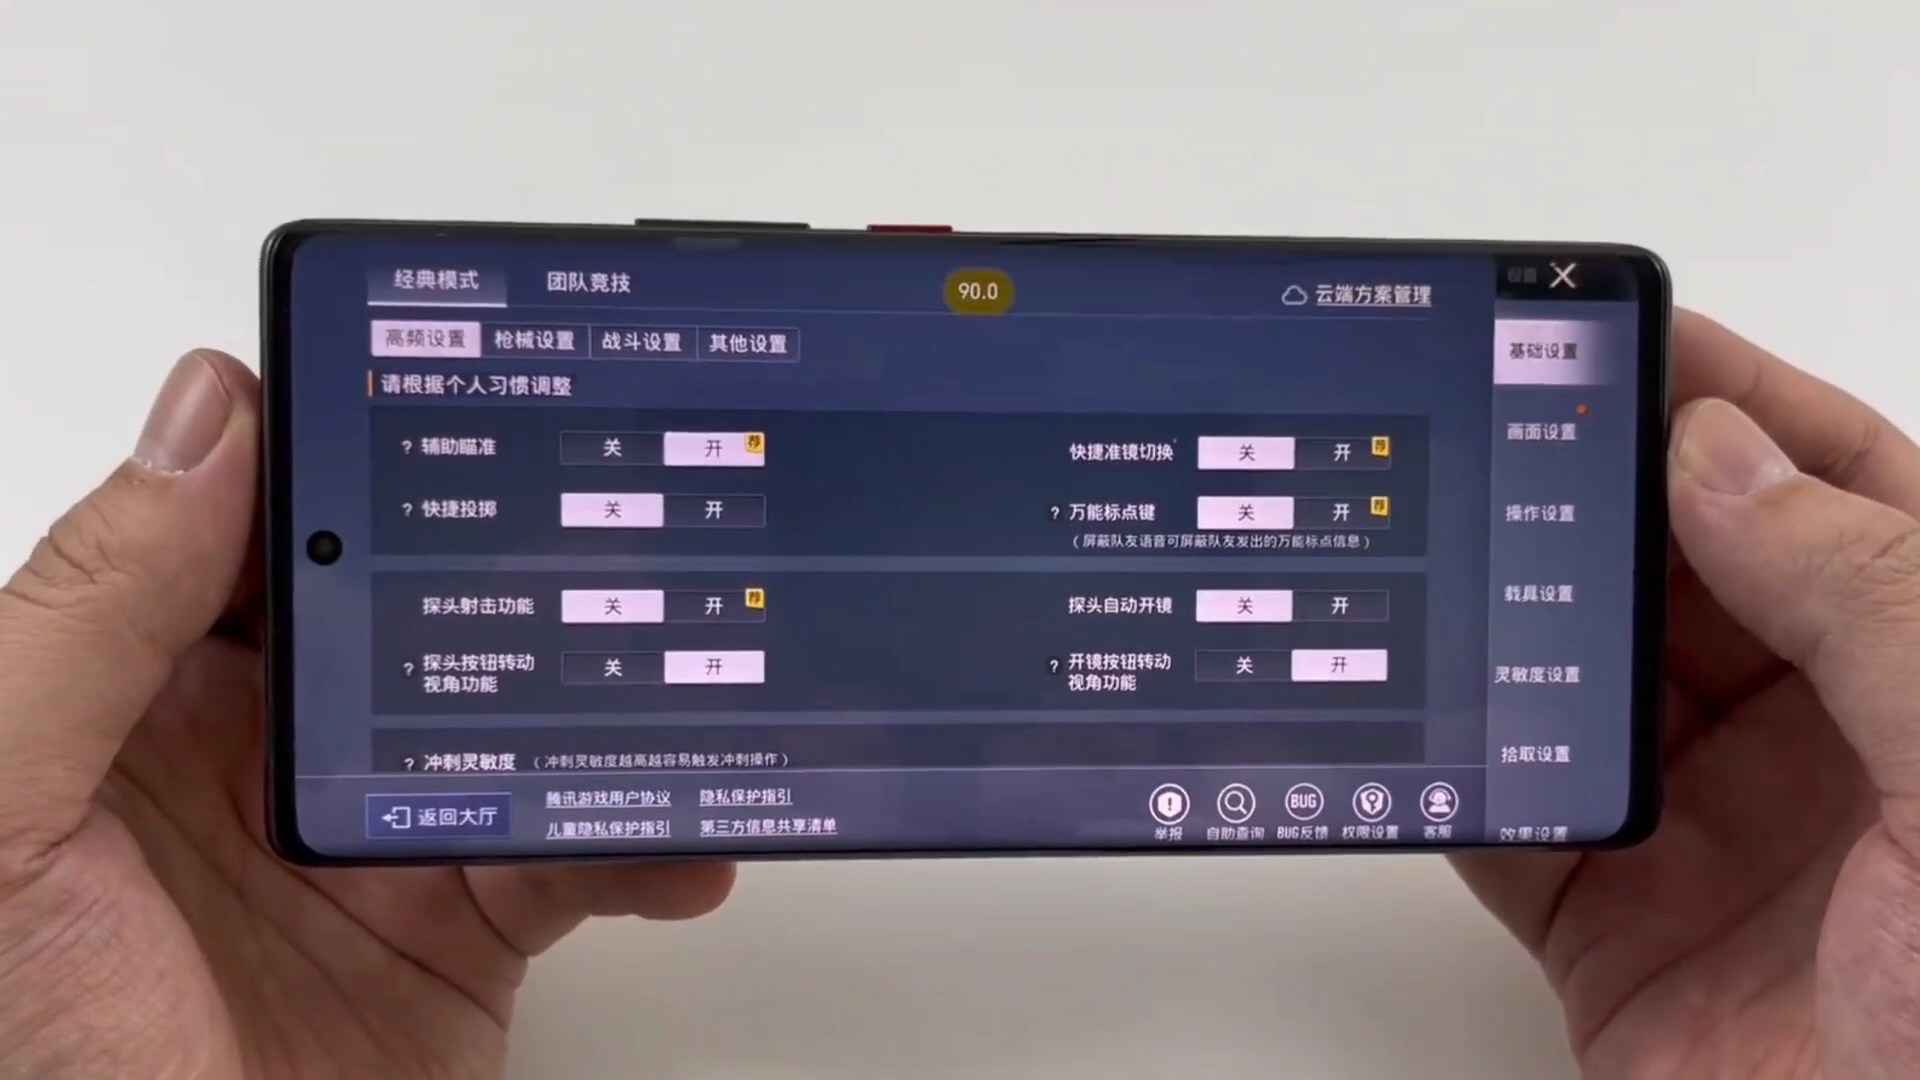 经典模式 团队竞技
90.0
云端方案管理
设置
高频设置 枪械设置 战斗设置 其他设置
基础设置
请根据个人习惯调整
画面设置
? 辅助瞄准 关 开 荐
快捷准镜切换 关 开 荐
? 快捷投掷 关 开
? 万能标点键 关 开 荐
(屏蔽队友语音可屏蔽队友发出的万能标点信息)
操作设置
探头射击功能 关 开 荐
探头自动开镜 关 开
载具设置
? 探头按钮转动
视角功能 关 开
? 开镜按钮转动
视角功能 关 开
灵敏度设置
? 冲刺灵敏度 (冲刺灵敏度越高越容易触发冲刺操作)
拾取设置
返回大厅
腾讯游戏用户协议 隐私保护指引
儿童隐私保护指引 第三方信息共享清单
BUG
举报 自助查询 BUG反馈 权限设置 客服
效果设置